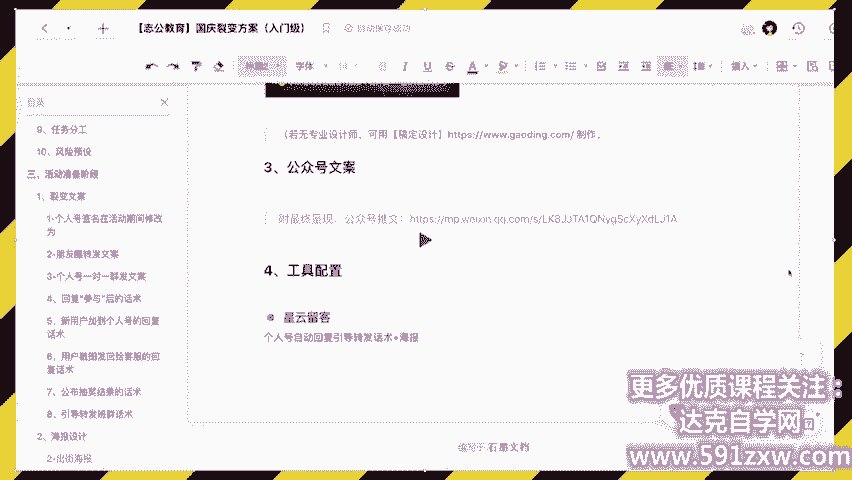 【志公教育】国庆裂变方案（入门级）
自动保存成功
字体
插入
目录
9、任务分工
10、风险预设
三、活动准备阶段
1、裂变文案
1-个人号签名在活动期间修改
为
2-朋友圈转发文案
3-个人号一对一群发文案
4、回复“参与”后的话术
5、新用户加到个人号的回复
话术
6、用户截图发回给客服的回
复话术
7、公布抽奖结果的话术
8、引导转发裂群话术
2、海报设计
2-出街海报
（若无专业设计师，可用【稿定设计】https://www.gaoding.com/ 制作。
3、公众号文案
附最终呈现，公众号推文：
4、工具配置
星云留客
个人号自动回复引导转发话术+海报
编写于 石墨文档
更多优质课程关注：
达克自学网
www.591zxw.com